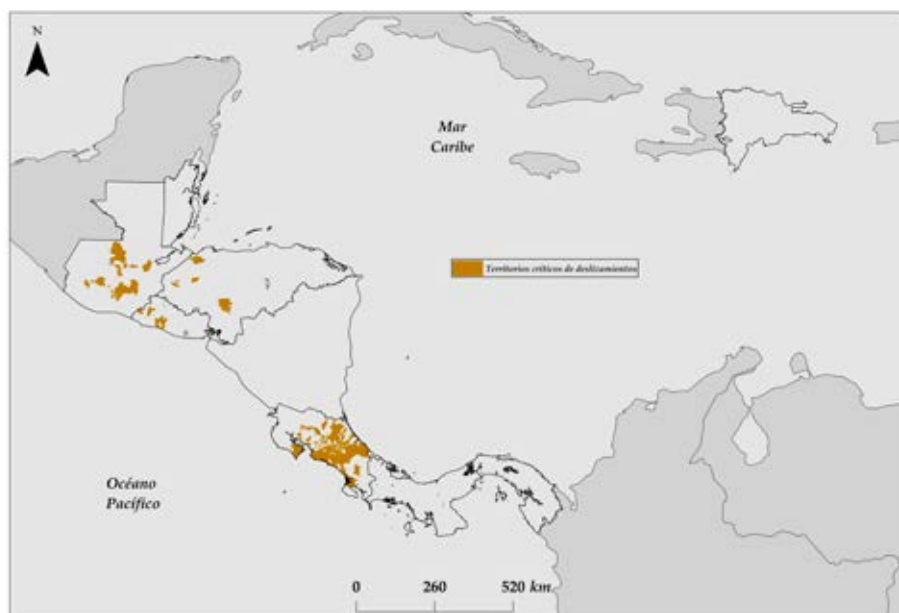 N
Mar
Caribe
Territorios críticos de deslizamientos
Océano
Pacífico
0 260 520 km